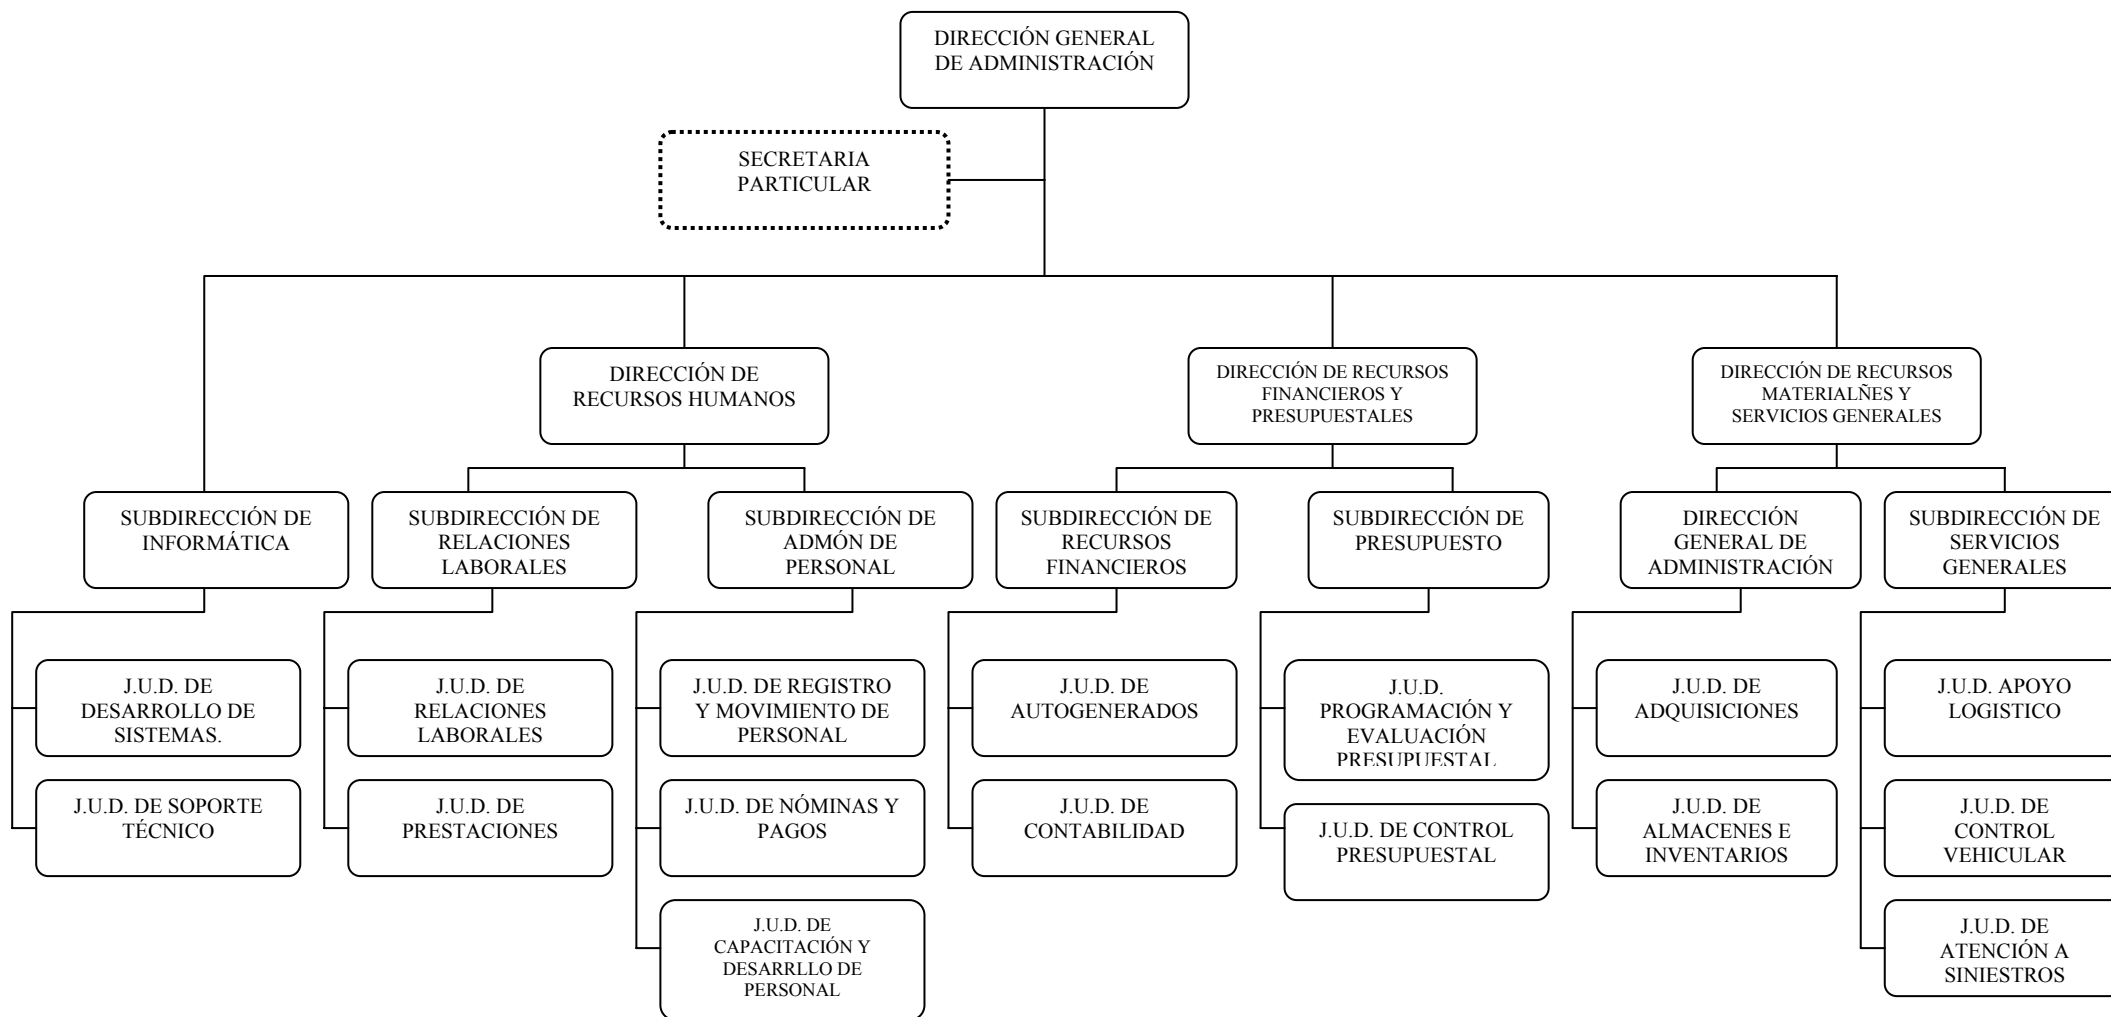 DIRECCIÓN GENERAL
DE ADMINISTRACIÓN
SECRETARIA
PARTICULAR
DIRECCIÓN DE
RECURSOS HUMANOS
DIRECCIÓN DE RECURSOS
FINANCIEROS Y
PRESUPUESTALES
DIRECCIÓN DE RECURSOS
MATERIALÑES Y
SERVICIOS GENERALES
SUBDIRECCIÓN DE
INFORMÁTICA
SUBDIRECCIÓN DE
RELACIONES
LABORALES
SUBDIRECCIÓN DE
ADMÓN DE
PERSONAL
SUBDIRECCIÓN DE
RECURSOS
FINANCIEROS
SUBDIRECCIÓN DE
PRESUPUESTO
DIRECCIÓN
GENERAL DE
ADMINISTRACIÓN
SUBDIRECCIÓN DE
SERVICIOS
GENERALES
J.U.D. DE
DESARROLLO DE
SISTEMAS.
J.U.D. DE
RELACIONES
LABORALES
J.U.D. DE REGISTRO
Y MOVIMIENTO DE
PERSONAL
J.U.D. DE
AUTOGENERADOS
J.U.D.
PROGRAMACIÓN Y
EVALUACIÓN
PRESUPUESTAL
J.U.D. DE
ADQUISICIONES
J.U.D. APOYO
LOGISTICO
J.U.D. DE SOPORTE
TÉCNICO
J.U.D. DE
PRESTACIONES
J.U.D. DE NÓMINAS Y
PAGOS
J.U.D. DE
CONTABILIDAD
J.U.D. DE CONTROL
PRESUPUESTAL
J.U.D. DE
ALMACENES E
INVENTARIOS
J.U.D. DE
CONTROL
VEHICULAR
J.U.D. DE
CAPACITACIÓN Y
DESARRLLO DE
PERSONAL
J.U.D. DE
ATENCIÓN A
SINIESTROS